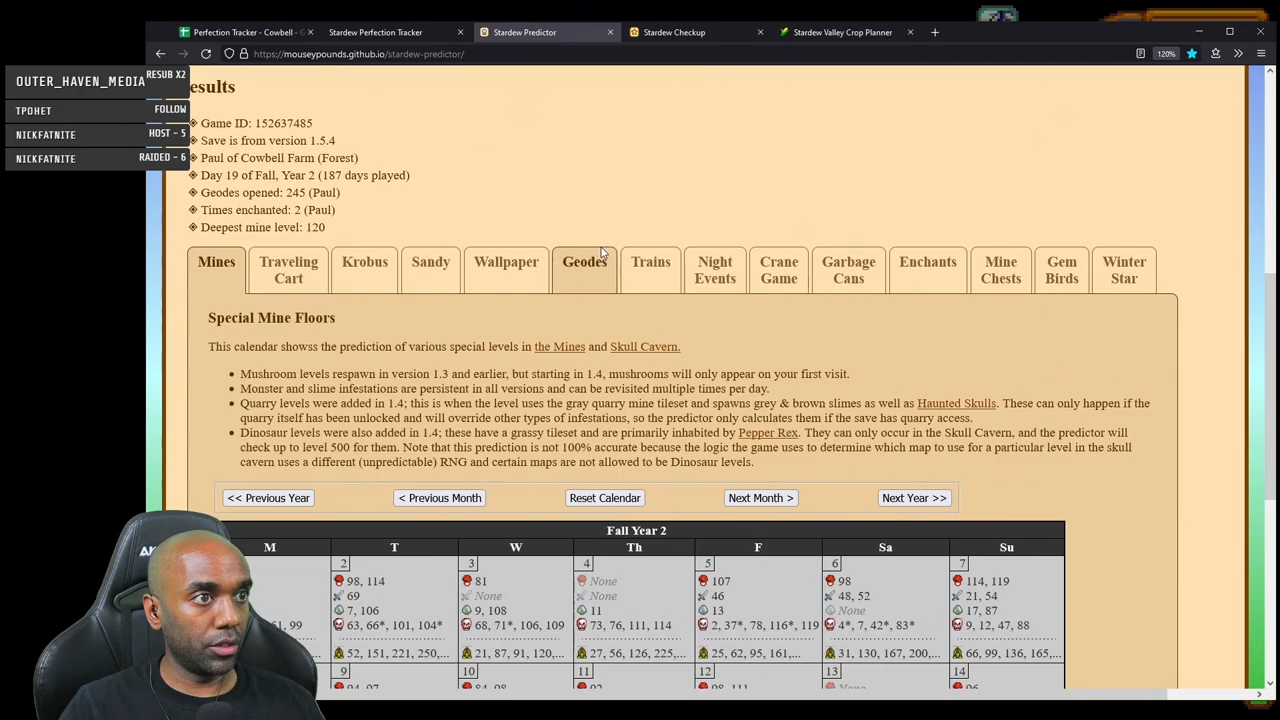 Perfection Tracker - Cowbell - G
Stardew Perfection Tracker
Stardew Predictor
Stardew Checkup
Stardew Valley Crop Planner
https://mouseypounds.github.io/stardew-predictor/
120%
OUTER_HAVEN_MEDIA RESUB X2
TPOHET FOLLOW
NICKFATNITE HOST - 5
NICKFATNITE RAIDED - 6
esults
Game ID: 152637485
Save is from version 1.5.4
Paul of Cowbell Farm (Forest)
Day 19 of Fall, Year 2 (187 days played)
Geodes opened: 245 (Paul)
Times enchanted: 2 (Paul)
Deepest mine level: 120
Mines
Traveling Cart
Krobus
Sandy
Wallpaper
Geodes
Trains
Night Events
Crane Game
Garbage Cans
Enchants
Mine Chests
Gem Birds
Winter Star
Special Mine Floors
This calendar showss the prediction of various special levels in the Mines and Skull Cavern.
Mushroom levels respawn in version 1.3 and earlier, but starting in 1.4, mushrooms will only appear on your first visit.
Monster and slime infestations are persistent in all versions and can be revisited multiple times per day.
Quarry levels were added in 1.4; this is when the level uses the gray quarry mine tileset and spawns grey & brown slimes as well as Haunted Skulls. These can only happen if the
quarry itself has been unlocked and will override other types of infestations, so the predictor only calculates them if the save has quarry access.
Dinosaur levels were also added in 1.4; these have a grassy tileset and are primarily inhabited by Pepper Rex. They can only occur in the Skull Cavern, and the predictor will
check up to level 500 for them. Note that this prediction is not 100% accurate because the logic the game uses to determine which map to use for a particular level in the skull
cavern uses a different (unpredictable) RNG and certain maps are not allowed to be Dinosaur levels.
<< Previous Year
< Previous Month
Reset Calendar
Next Month >
Next Year >>
Fall Year 2
M T W Th F Sa Su
2 3 4 5 6 7
98, 114 81 None 107 98 114, 119
69 None None 46 48, 52 21, 54
7, 106 9, 108 11 13 None 17, 87
61, 99 63, 66*, 101, 104* 68, 71*, 106, 109 73, 76, 111, 114 2, 37*, 78, 116*, 119 4*, 7, 42*, 83* 9, 12, 47, 88
52, 151, 221, 250,... 21, 87, 91, 120,... 27, 56, 126, 225,... 25, 62, 95, 161,... 31, 130, 167, 200,... 66, 99, 136, 165,...
9 10 11 12 13 14